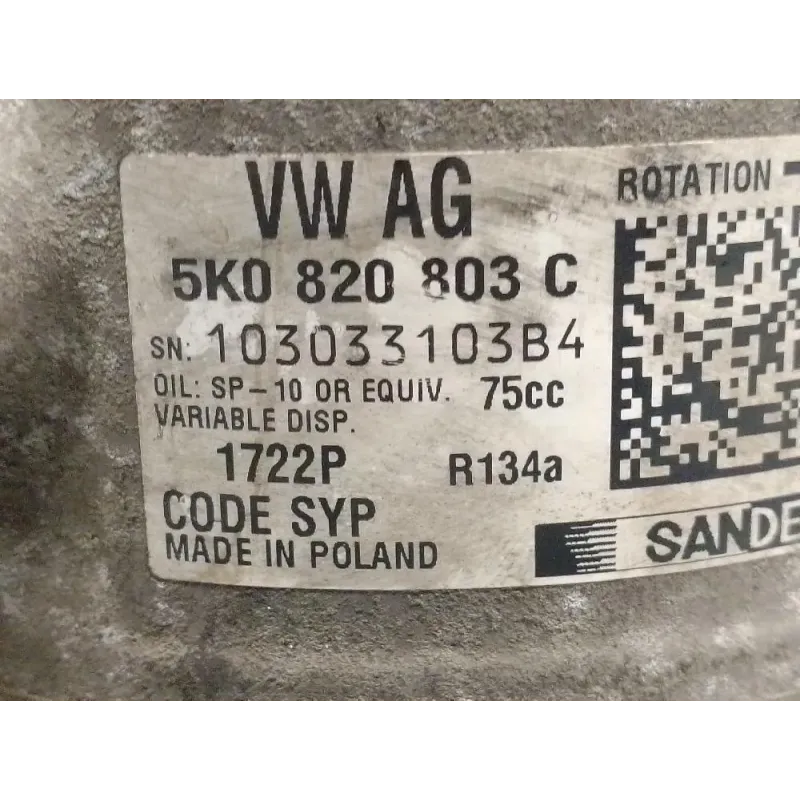 VW AG
ROTATION
5K0 820 803 C
SN: 103033103B4
OIL: SP-10 OR EQUIV. 75cc
VARIABLE DISP.
1722P R134a
CODE SYP
MADE IN POLAND
SANDE